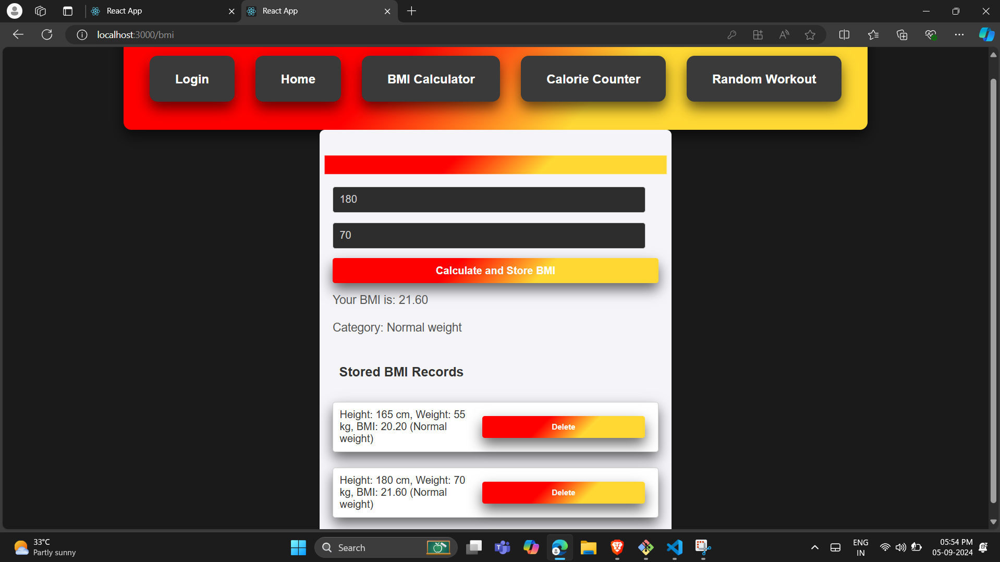 React App
React App
localhost:3000/bmi
Login
Home
BMI Calculator
Calorie Counter
Random Workout
180
70
Calculate and Store BMI
Your BMI is: 21.60
Category: Normal weight
Stored BMI Records
Height: 165 cm, Weight: 55
kg, BMI: 20.20 (Normal
weight)
Delete
Height: 180 cm, Weight: 70
kg, BMI: 21.60 (Normal
weight)
Delete
33°C
Partly sunny
Search
ENG
IN
05:54 PM
05-09-2024